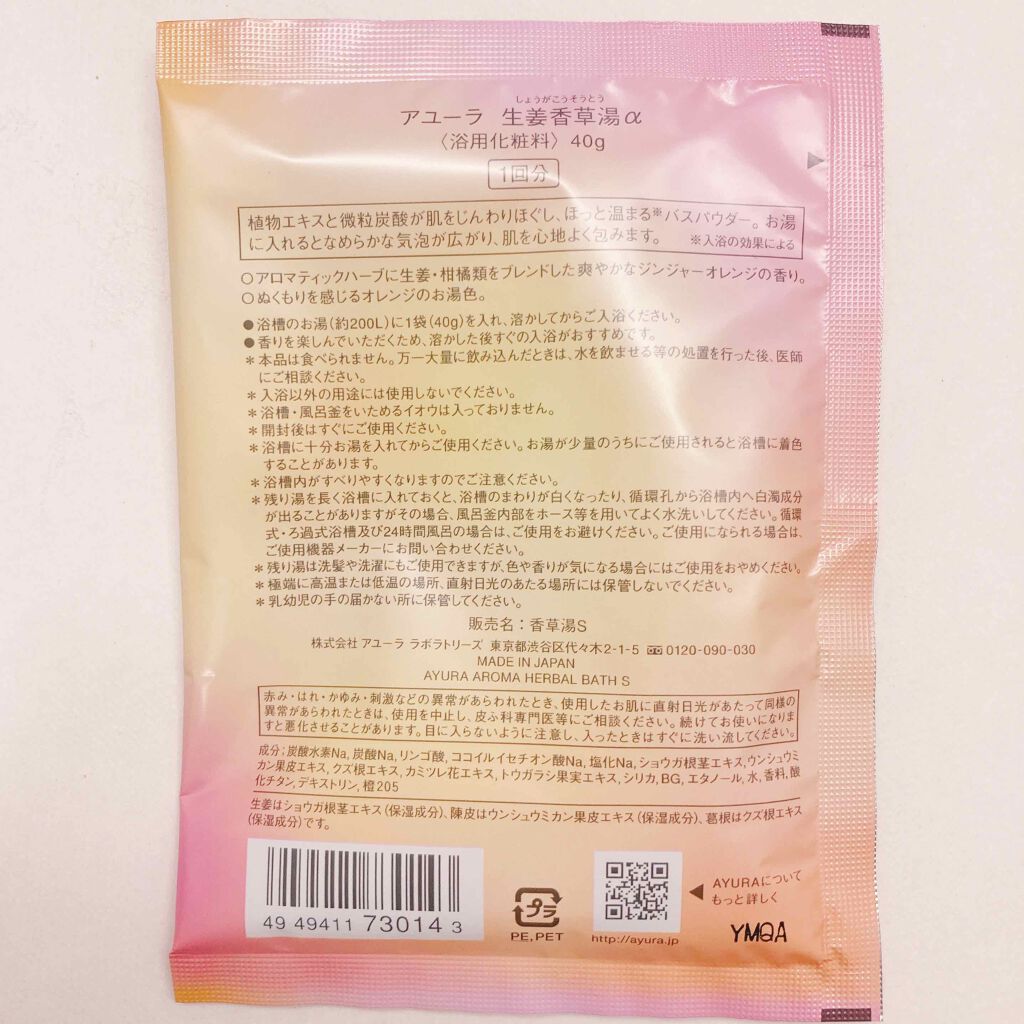 しょうがこうそうとう
アユーラ 生姜香草湯α
〈浴用化粧料〉40g
1回分
植物エキスと微粒炭酸が肌をじんわりほぐし、ほっと温まる※バスパウダー。お湯
に入れるとなめらかな気泡が広がり、肌を心地よく包みます。 ※入浴の効果による
○アロマティックハーブに生姜・柑橘類をブレンドした爽やかなジンジャーオレンジの香り。
○ぬくもりを感じるオレンジのお湯色。
●浴槽のお湯(約200L)に1袋(40g)を入れ、溶かしてからご入浴ください。
●香りを楽しんでいただくため、溶かした後すぐの入浴がおすすめです。
＊本品は食べられません。万一大量に飲み込んだときは、水を飲ませる等の処置を行った後、医師
にご相談ください。
＊入浴以外の用途には使用しないでください。
＊浴槽・風呂釜をいためるイオウは入っておりません。
＊開封後はすぐにご使用ください。
＊浴槽に十分お湯を入れてからご使用ください。お湯が少量のうちにご使用されると浴槽に着色
することがあります。
＊浴槽内がすべりやすくなりますのでご注意ください。
＊残り湯を長く浴槽に入れておくと、浴槽のまわりが白くなったり、循環孔から浴槽内へ白濁成分
が出ることがありますがその場合、風呂釜内部をホース等を用いてよく水洗いしてください。循環
式・ろ過式浴槽及び24時間風呂の場合は、ご使用をお避けください。ご使用になられる場合は、
ご使用機器メーカーにお問い合わせください。
＊残り湯は洗髪や洗濯にもご使用できますが、色や香りが気になる場合にはご使用をおやめください。
＊極端に高温または低温の場所、直射日光のあたる場所には保管しないでください。
＊乳幼児の手の届かない所に保管してください。
販売名：香草湯S
株式会社 アユーラ ラボラトリーズ 東京都渋谷区代々木2-1-5 0120-090-030
MADE IN JAPAN
AYURA AROMA HERBAL BATH S
赤み・はれ・かゆみ・刺激などの異常があらわれたとき、使用したお肌に直射日光があたって同様の
異常があらわれたときは、使用を中止し、皮ふ科専門医等にご相談ください。続けてお使いになりま
すと悪化させることがあります。目に入らないように注意し、入ったときはすぐに洗い流してください。
成分；炭酸水素Na,炭酸Na,リンゴ酸,ココイルイセチオン酸Na,塩化Na,ショウガ根茎エキス,ウンシュウミ
カン果皮エキス,クズ根エキス,カミツレ花エキス,トウガラシ果実エキス,シリカ,BG,エタノール,水,香料,酸
化チタン,デキストリン,橙205
生姜はショウガ根茎エキス(保湿成分)、陳皮はウンシュウミカン果皮エキス(保湿成分)、葛根はクズ根エキス
(保湿成分)です。
4949411730143
プラ
PE,PET
http://ayura.jp
AYURAについて
もっと詳しく
YMQA